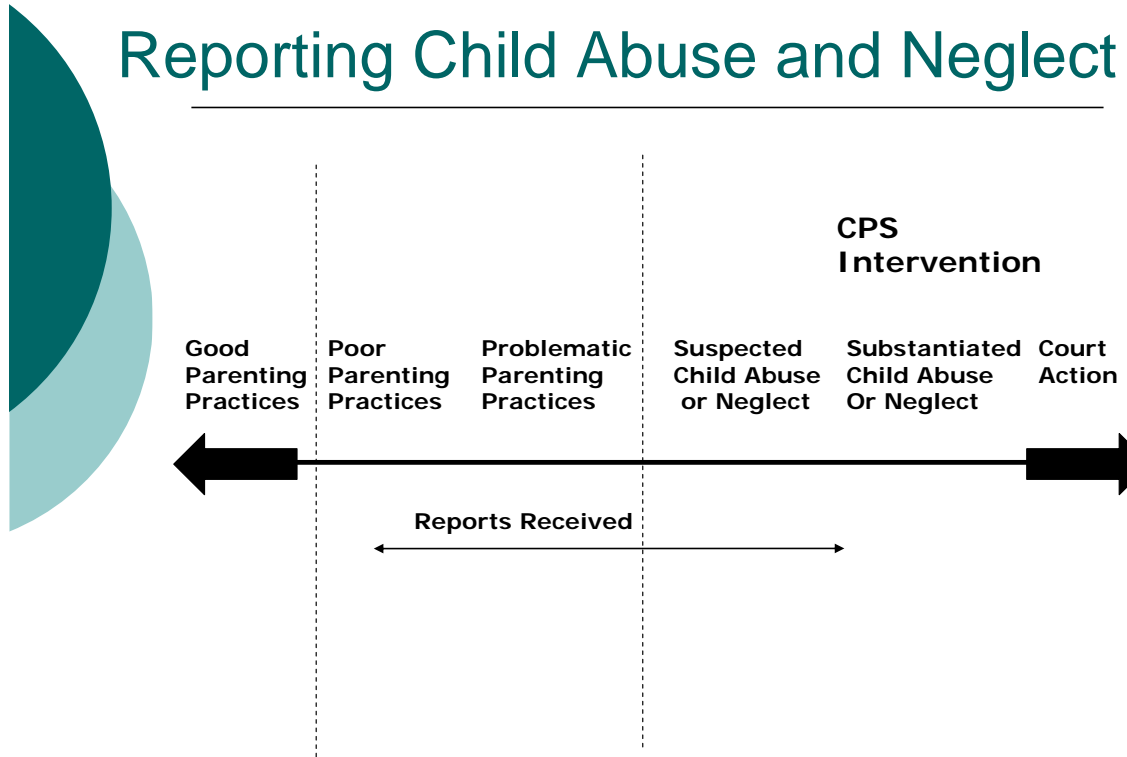 Reporting Child Abuse and Neglect
CPS
Intervention
Good
Parenting
Practices
Poor
Parenting
Practices
Problematic
Parenting
Practices
Suspected
Child Abuse
or Neglect
Substantiated
Child Abuse
Or Neglect
Court
Action
Reports Received